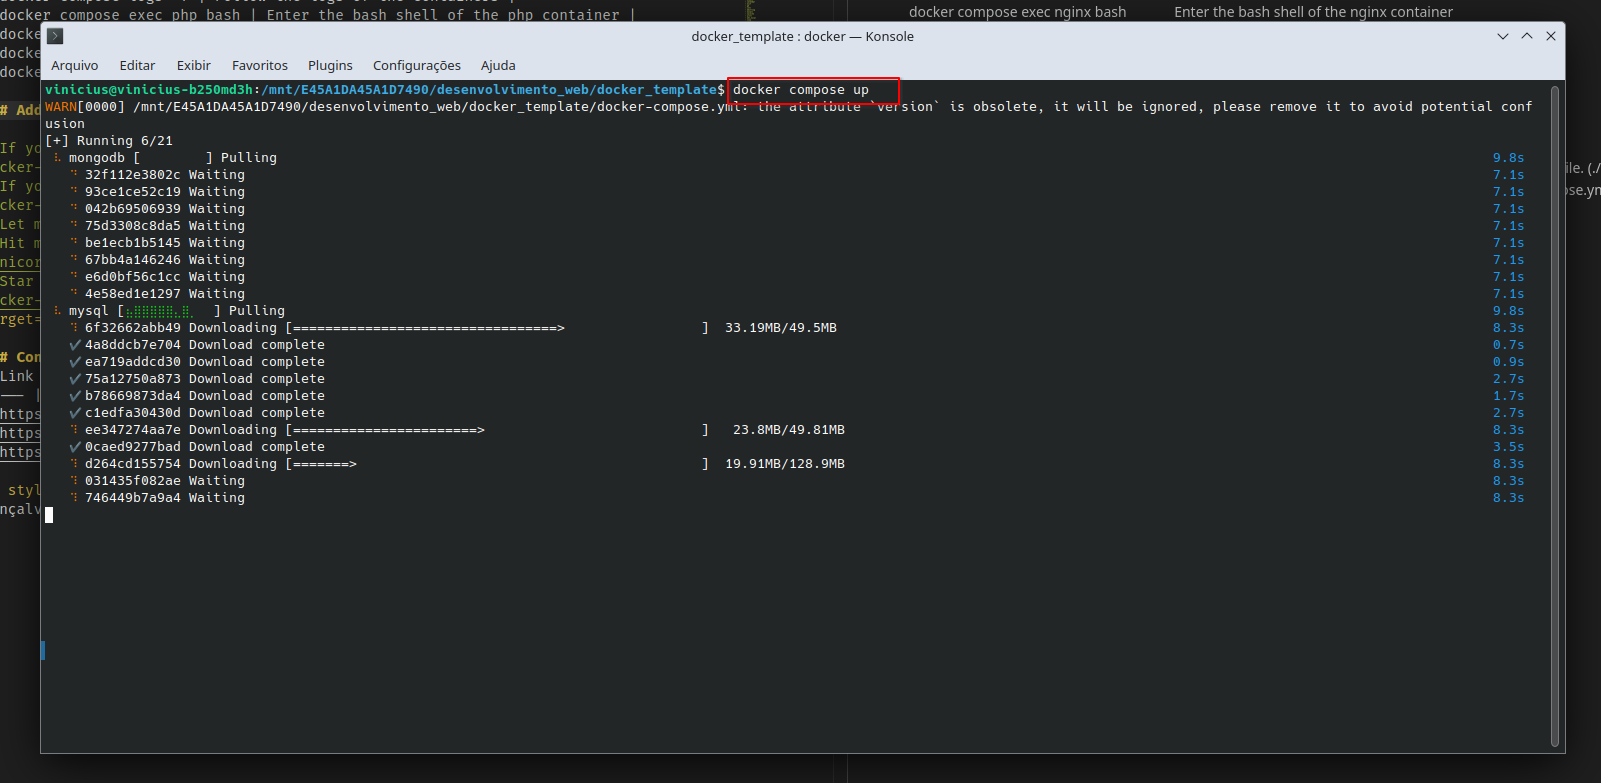 docker compose exec php bash | Enter the bash shell of the php container |
docker compose exec nginx bash Enter the bash shell of the nginx container
docke
docke
docke
# Add
If yo
cker-
If yo
cker-
Let m
Hit m
nicor
Star
cker-
rget=
# Con
Link
--- |
https
https
https
styl
nçalv
ile. (./
ose.yn
docker_template : docker — Konsole
Arquivo Editar Exibir Favoritos Plugins Configurações Ajuda
vinicius@vinicius-b250md3h:/mnt/E45A1DA45A1D7490/desenvolvimento_web/docker_template$ docker compose up
WARN[0000] /mnt/E45A1DA45A1D7490/desenvolvimento_web/docker_template/docker-compose.yml: the attribute `version` is obsolete, it will be ignored, please remove it to avoid potential conf
usion
[+] Running 6/21
mongodb [ ] Pulling 9.8s
32f112e3802c Waiting 7.1s
93ce1ce52c19 Waiting 7.1s
042b69506939 Waiting 7.1s
75d3308c8da5 Waiting 7.1s
be1ecb1b5145 Waiting 7.1s
67bb4a146246 Waiting 7.1s
e6d0bf56c1cc Waiting 7.1s
4e58ed1e1297 Waiting 7.1s
mysql [⣦⣿⣿⣿⣿⣿⣄⣿⡀ ] Pulling 9.8s
6f32662abb49 Downloading [=================================> ] 33.19MB/49.5MB 8.3s
✔ 4a8ddcb7e704 Download complete 0.7s
✔ ea719addcd30 Download complete 0.9s
✔ 75a12750a873 Download complete 2.7s
✔ b78669873da4 Download complete 1.7s
✔ c1edfa30430d Download complete 2.7s
ee347274aa7e Downloading [=======================> ] 23.8MB/49.81MB 8.3s
✔ 0caed9277bad Download complete 3.5s
d264cd155754 Downloading [=======> ] 19.91MB/128.9MB 8.3s
031435f082ae Waiting 8.3s
746449b7a9a4 Waiting 8.3s